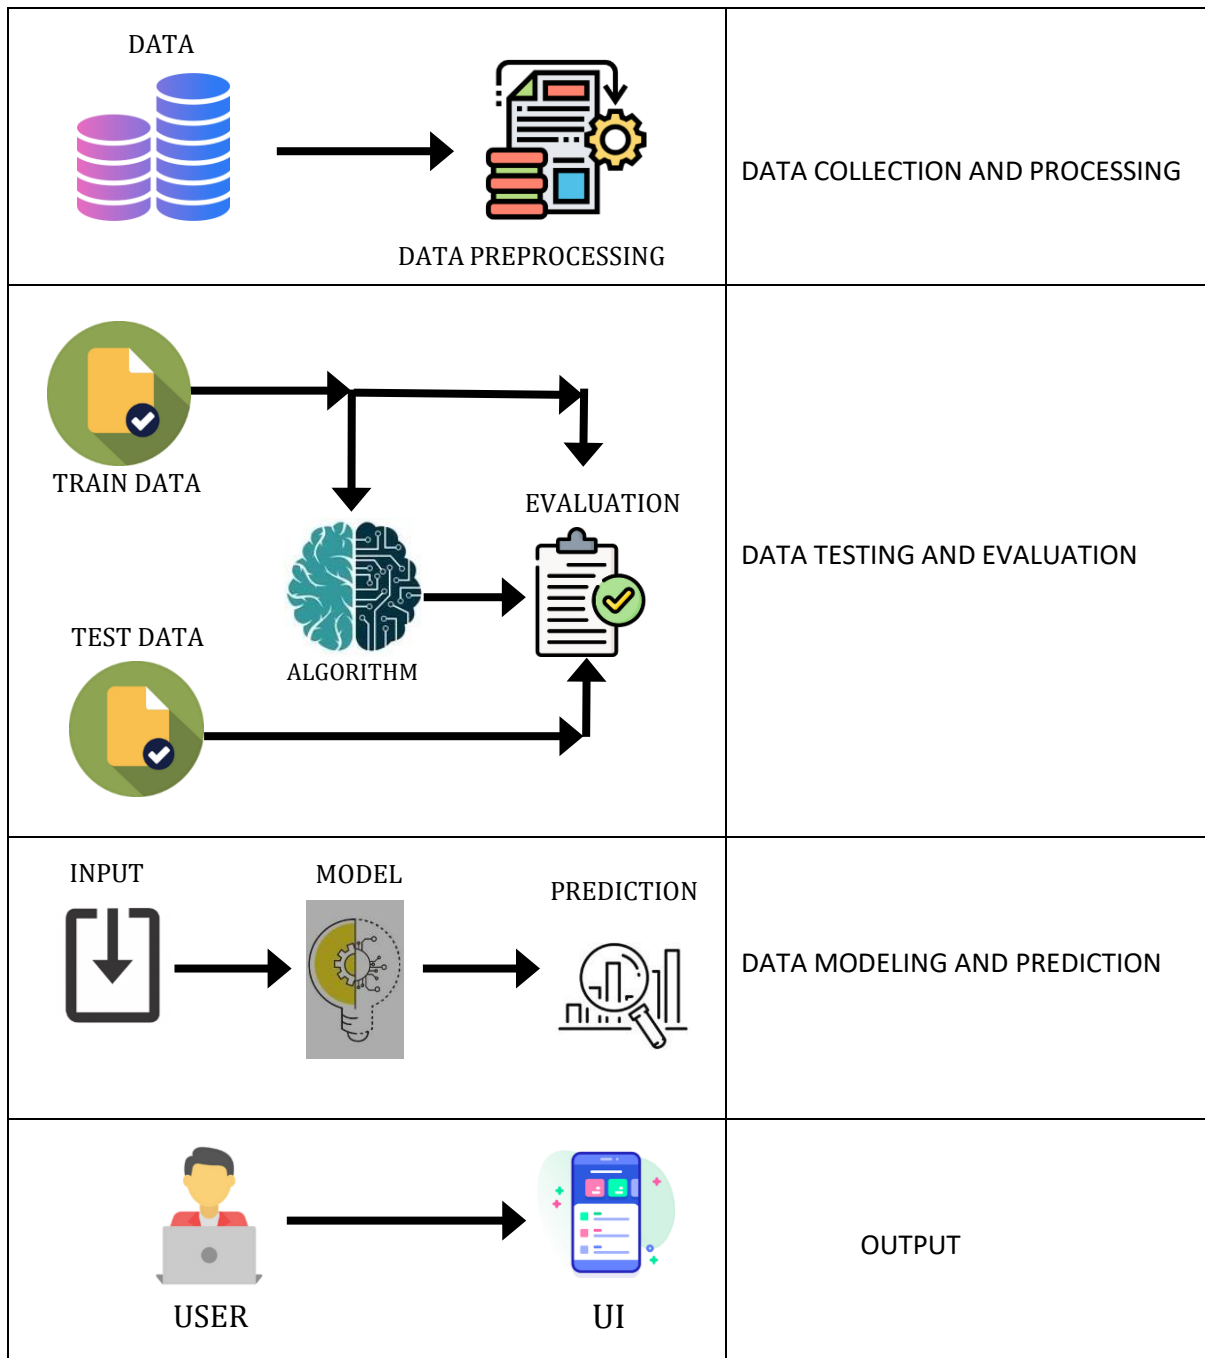 DATA
DATA PREPROCESSING
DATA COLLECTION AND PROCESSING
TRAIN DATA
EVALUATION
TEST DATA
ALGORITHM
DATA TESTING AND EVALUATION
INPUT
MODEL
PREDICTION
DATA MODELING AND PREDICTION
USER
UI
OUTPUT